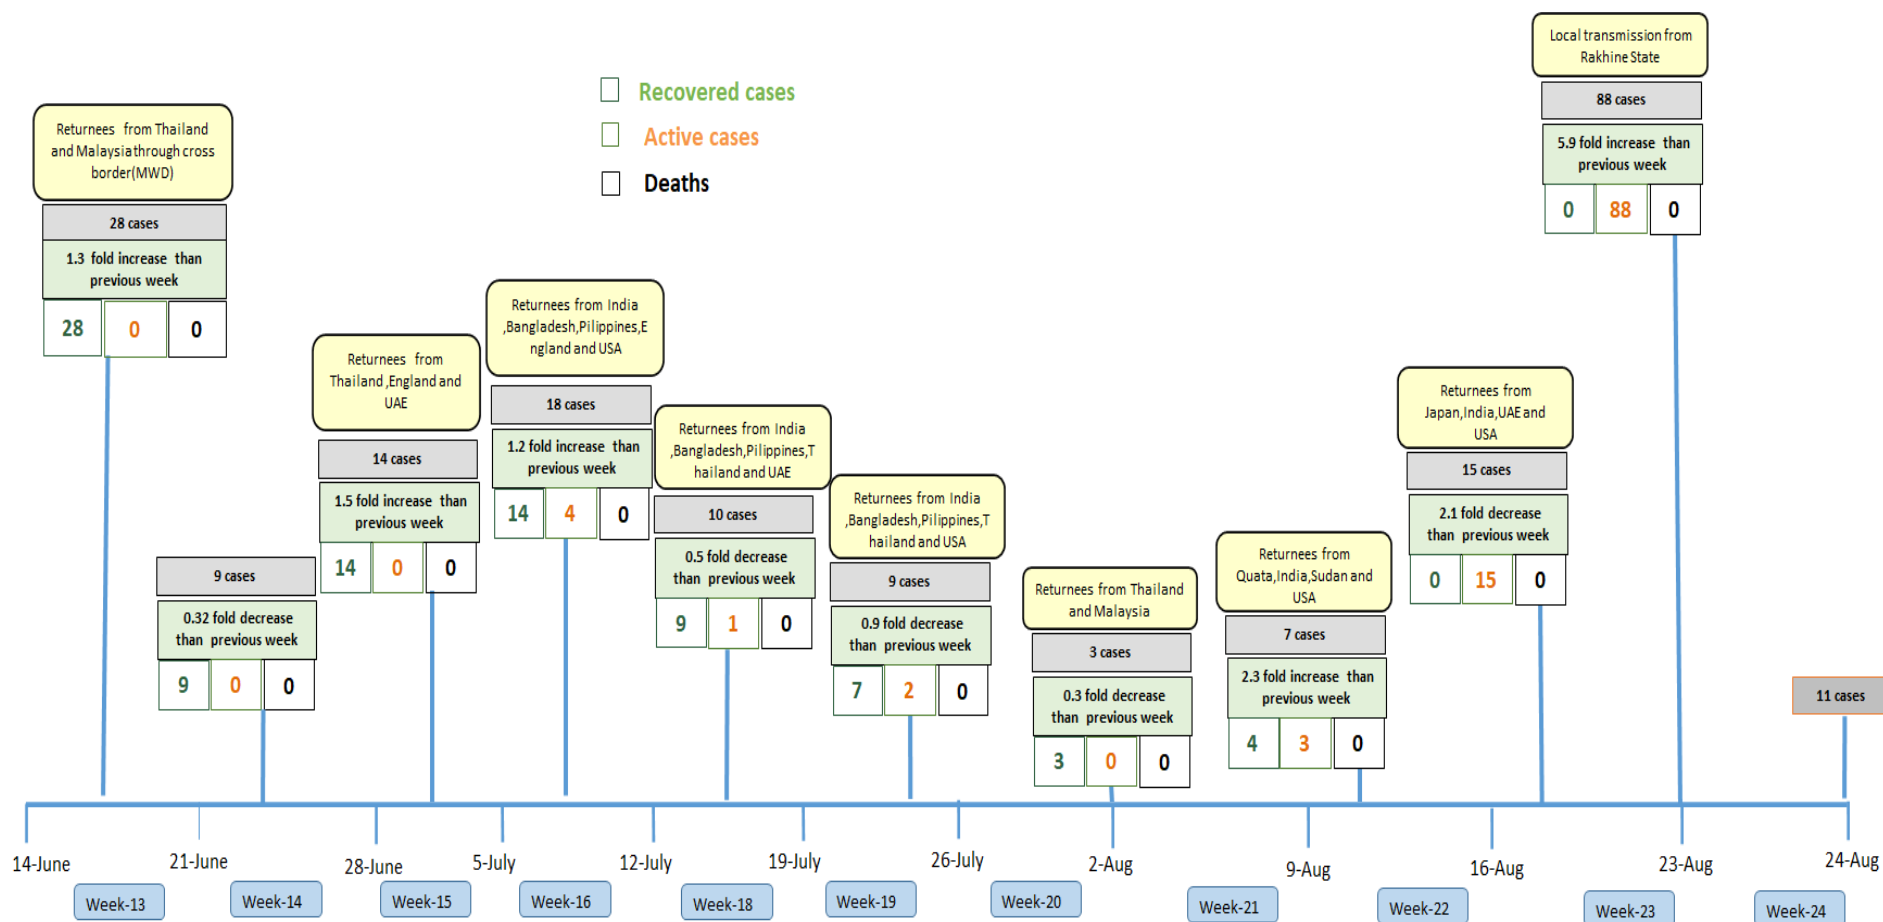 Recovered cases
Active cases
Deaths
Returnees from Thailand
and Malaysia through cross
border(MWD)
28 cases
1.3 fold increase than
previous week
28 0 0
9 cases
0.32 fold decrease
than previous week
9 0 0
Returnees from
Thailand ,England and
UAE
14 cases
1.5 fold increase than
previous week
14 0 0
Returnees from India
,Bangladesh,Pilippines,E
ngland and USA
18 cases
1.2 fold increase than
previous week
14 4 0
Returnees from India
,Bangladesh,Pilippines,T
hailand and UAE
10 cases
0.5 fold decrease
than previous week
9 1 0
Returnees from India
,Bangladesh,Pilippines,T
hailand and USA
9 cases
0.9 fold decrease
than previous week
7 2 0
Returnees from Thailand
and Malaysia
3 cases
0.3 fold decrease
than previous week
3 0 0
Returnees from
Quata,India,Sudan and
USA
7 cases
2.3 fold increase than
previous week
4 3 0
Returnees from
Japan,India,UAE and
USA
15 cases
2.1 fold decrease
than previous week
0 15 0
Local transmission from
Rakhine State
88 cases
5.9 fold increase than
previous week
0 88 0
11 cases
14-June 21-June 28-June 5-July 12-July 19-July 26-July 2-Aug 9-Aug 16-Aug 23-Aug 24-Aug
Week-13 Week-14 Week-15 Week-16 Week-18 Week-19 Week-20 Week-21 Week-22 Week-23 Week-24